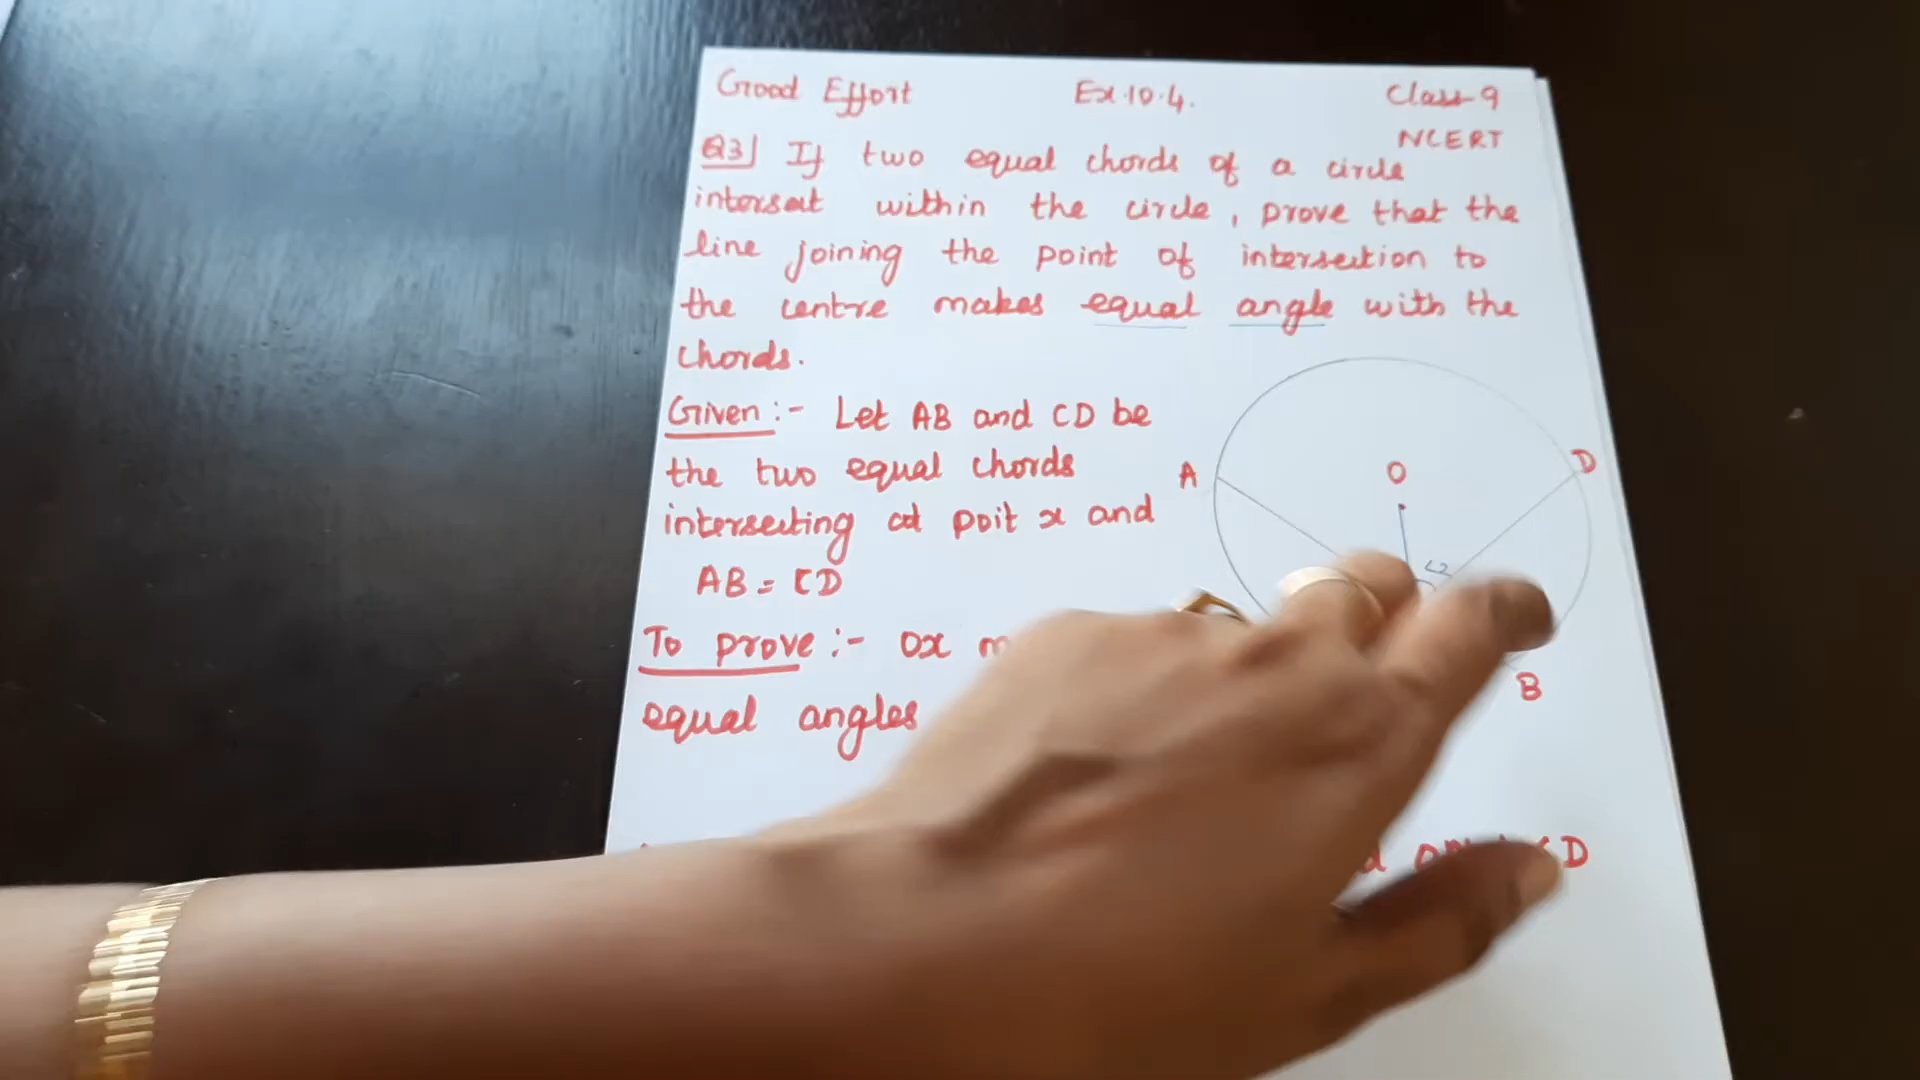 Good Effort Ex.10.4. Class-9
NCERT
Q3] If two equal chords of a circle
intersect within the circle, prove that the
line joining the point of intersection to
the centre makes equal angle with the
chords.
Given :- Let AB and CD be
the two equal chords
intersecting at poit x and
AB = CD
To prove :- Ox
equal angles
A
O
D
L2
B
CD